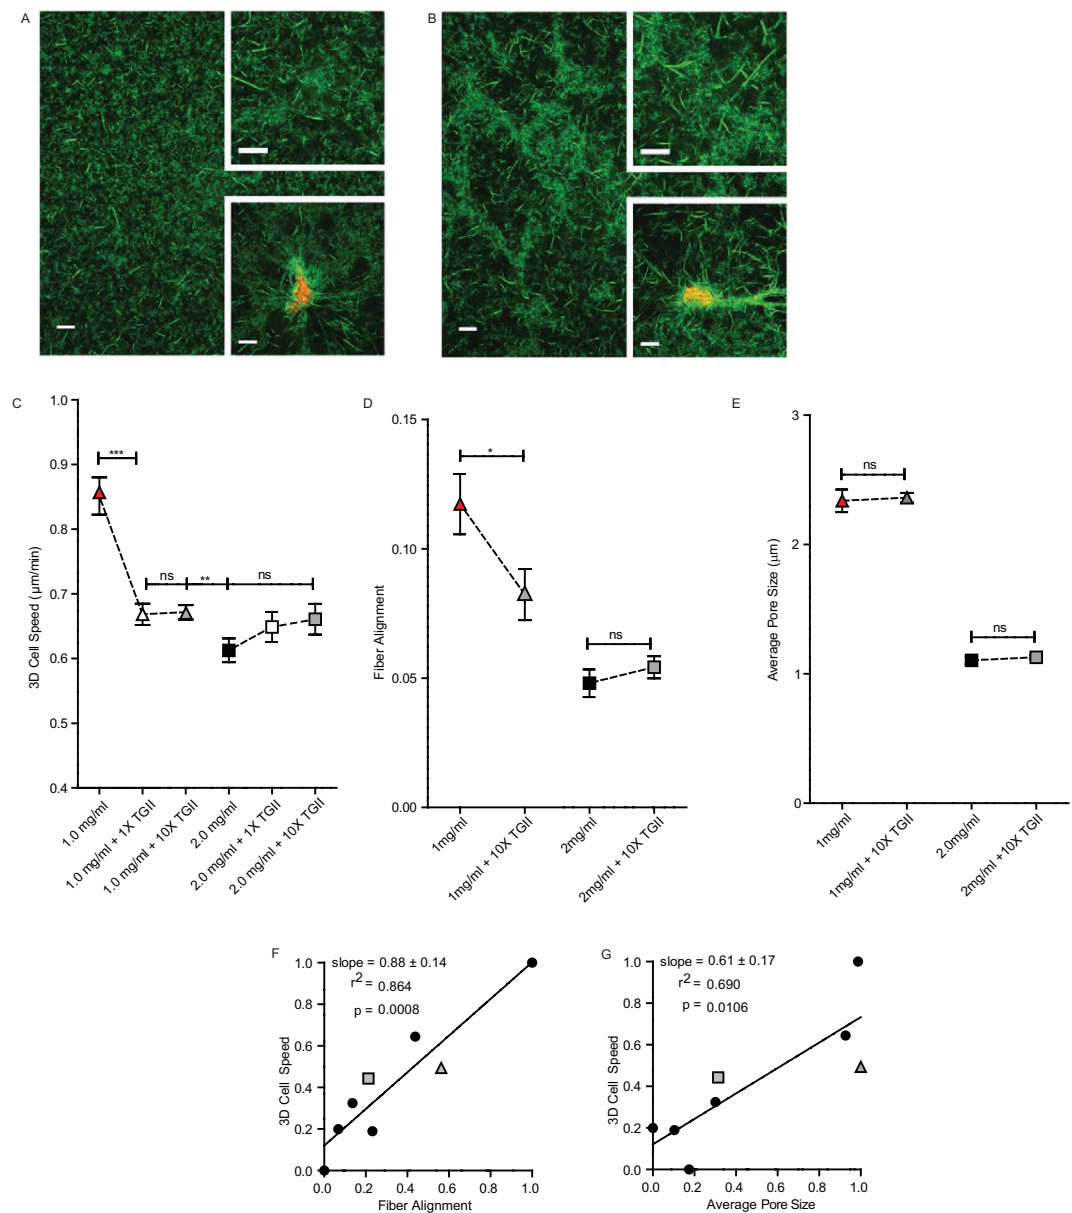 A
B
C
1.0
0.9
0.8
0.7
0.6
0.5
0.4
3D Cell Speed (μm/min)
***
ns
**
ns
1.0 mg/ml
1.0 mg/ml + 1X TGII
1.0 mg/ml + 10X TGII
2.0 mg/ml
2.0 mg/ml + 1X TGII
2.0 mg/ml + 10X TGII
D
0.15
0.10
0.05
0.00
Fiber Alignment
*
ns
1mg/ml
1mg/ml + 10X TGII
2mg/ml
2mg/ml + 10X TGII
E
3
2
1
0
Average Pore Size (μm)
ns
ns
1mg/ml
1mg/ml + 10X TGII
2.0mg/ml
2mg/ml +10X TGII
F
slope = 0.88 ± 0.14
r2 = 0.864
p = 0.0008
1.0
0.8
0.6
0.4
0.2
0.0
3D Cell Speed
0.0 0.2 0.4 0.6 0.8 1.0
Fiber Alignment
G
slope = 0.61 ± 0.17
r2 = 0.690
p = 0.0106
1.0
0.8
0.6
0.4
0.2
0.0
3D Cell Speed
0.0 0.2 0.4 0.6 0.8 1.0
Average Pore Size